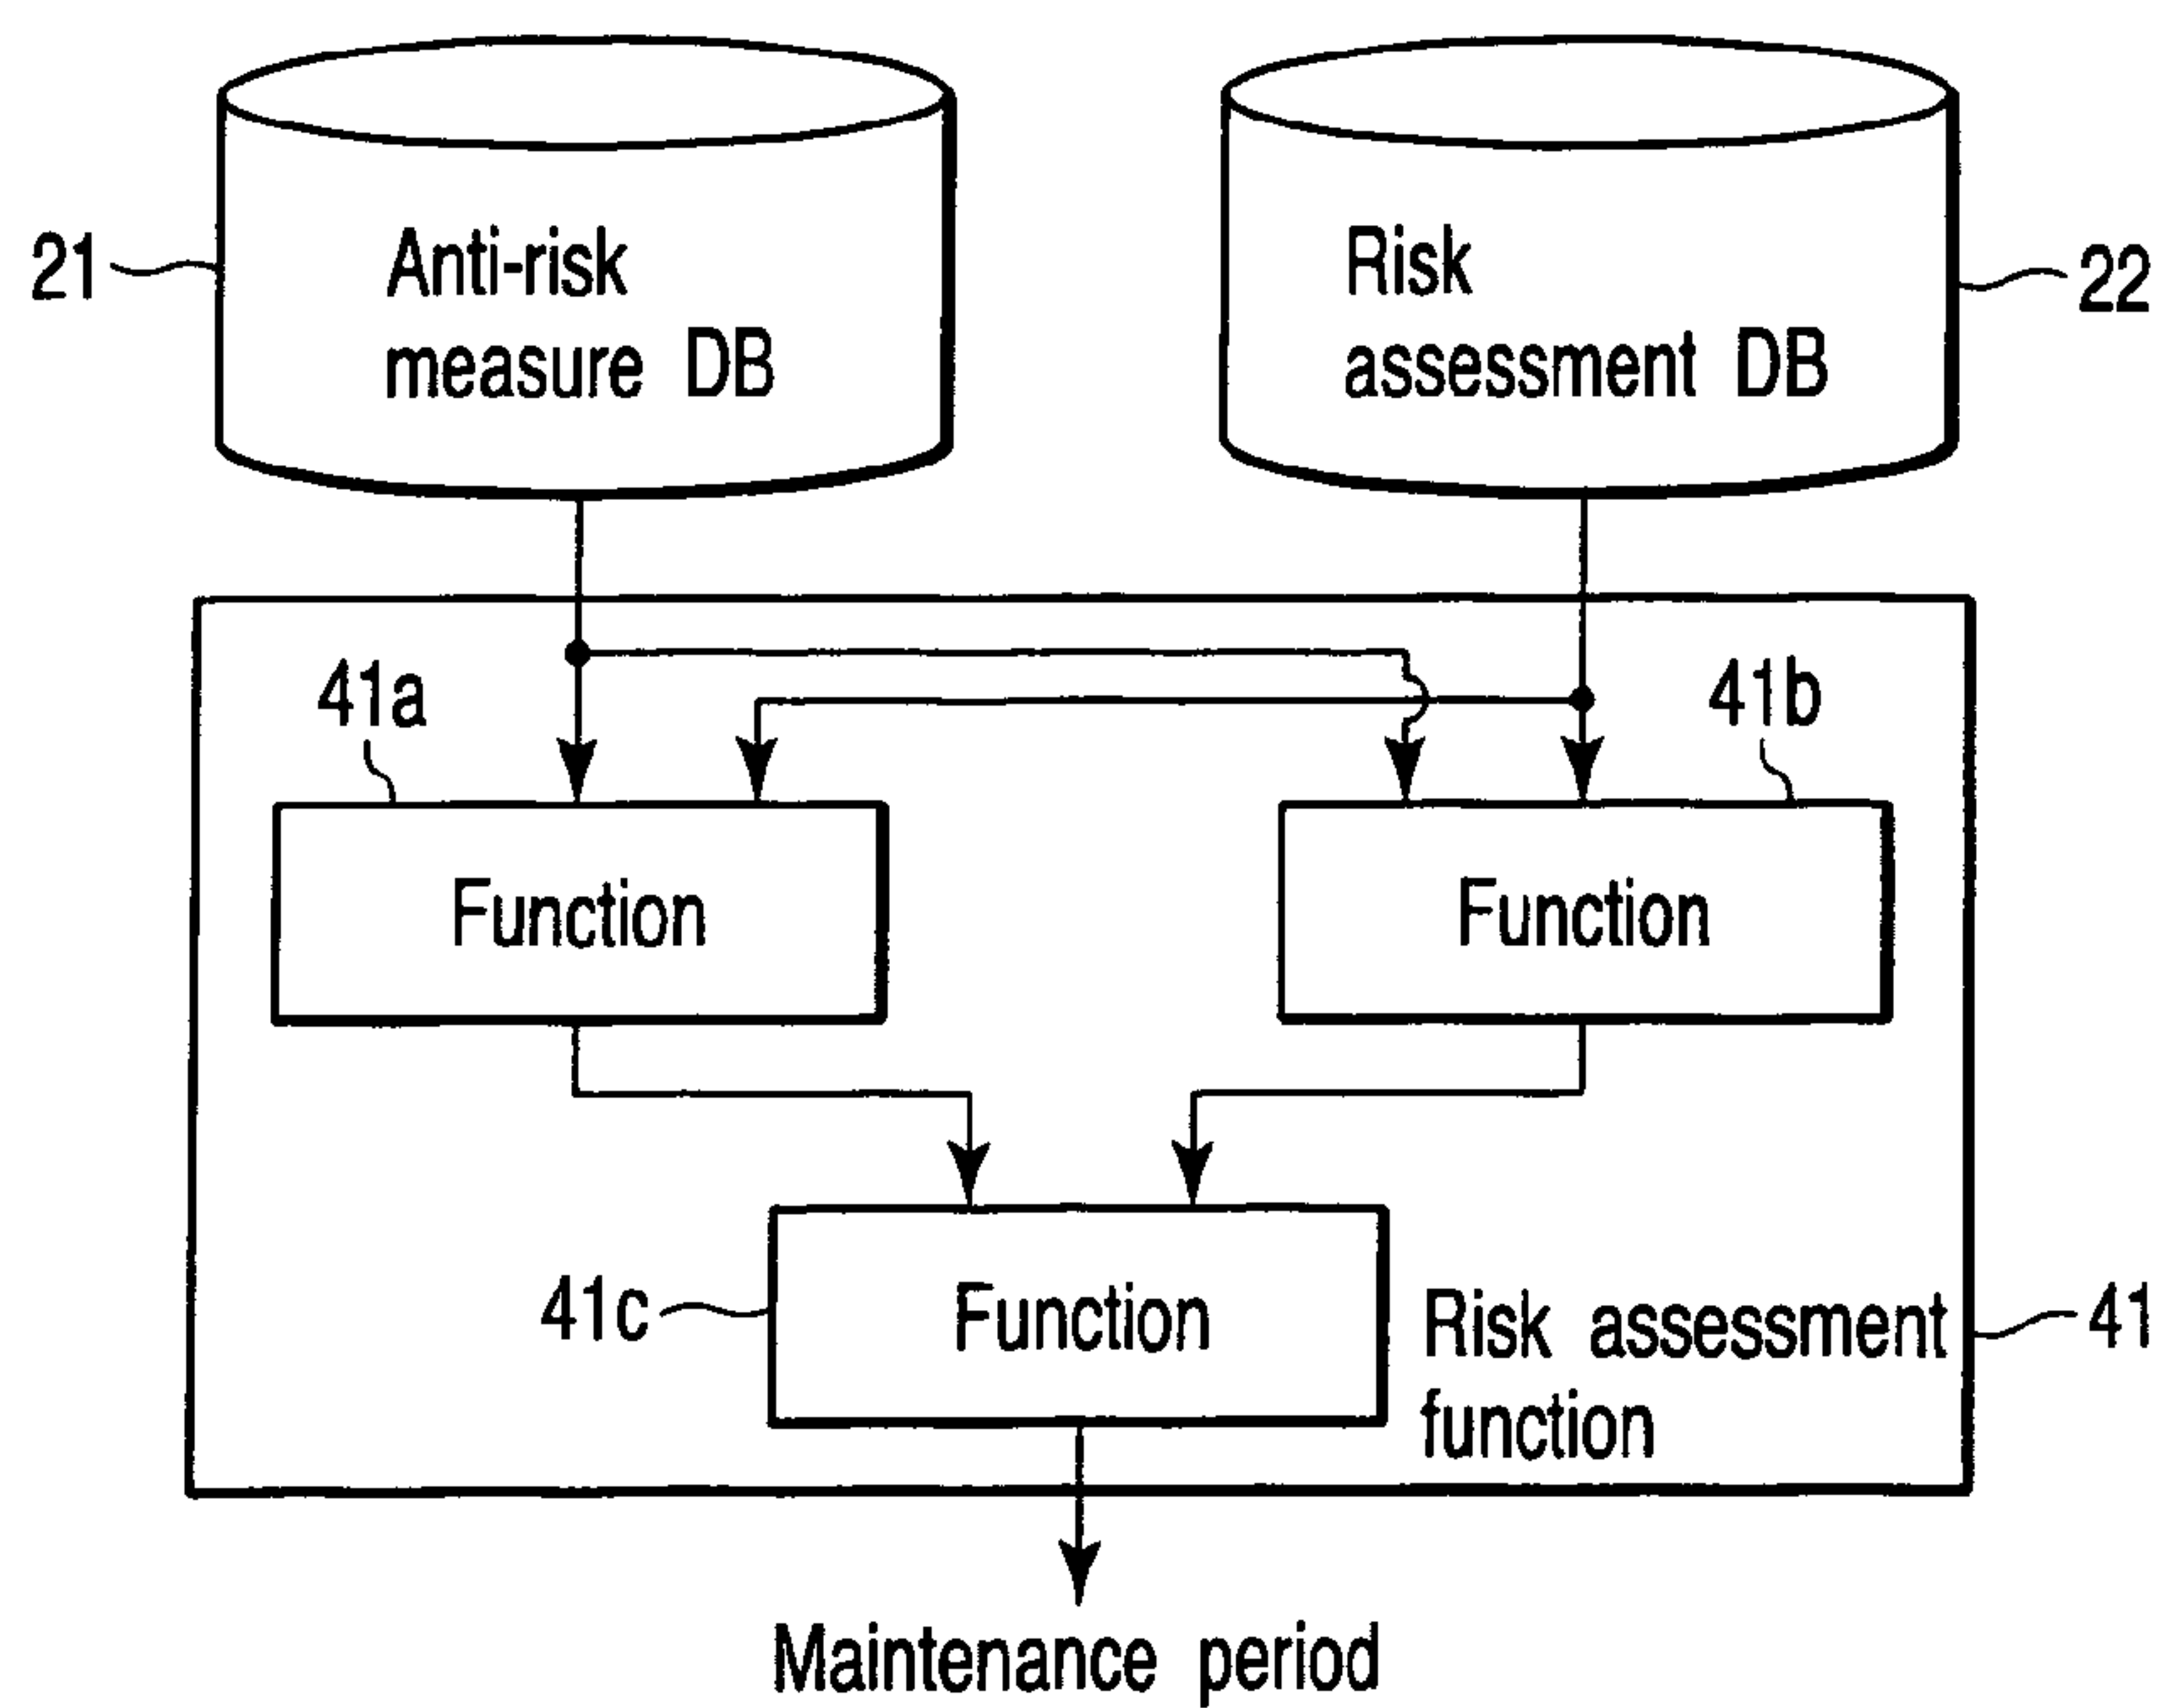 21
Anti-risk
measure DB
Risk
assessment DB
22
41a
41b
Function
Function
41c
Function
Risk assessment
function
41
Maintenance period